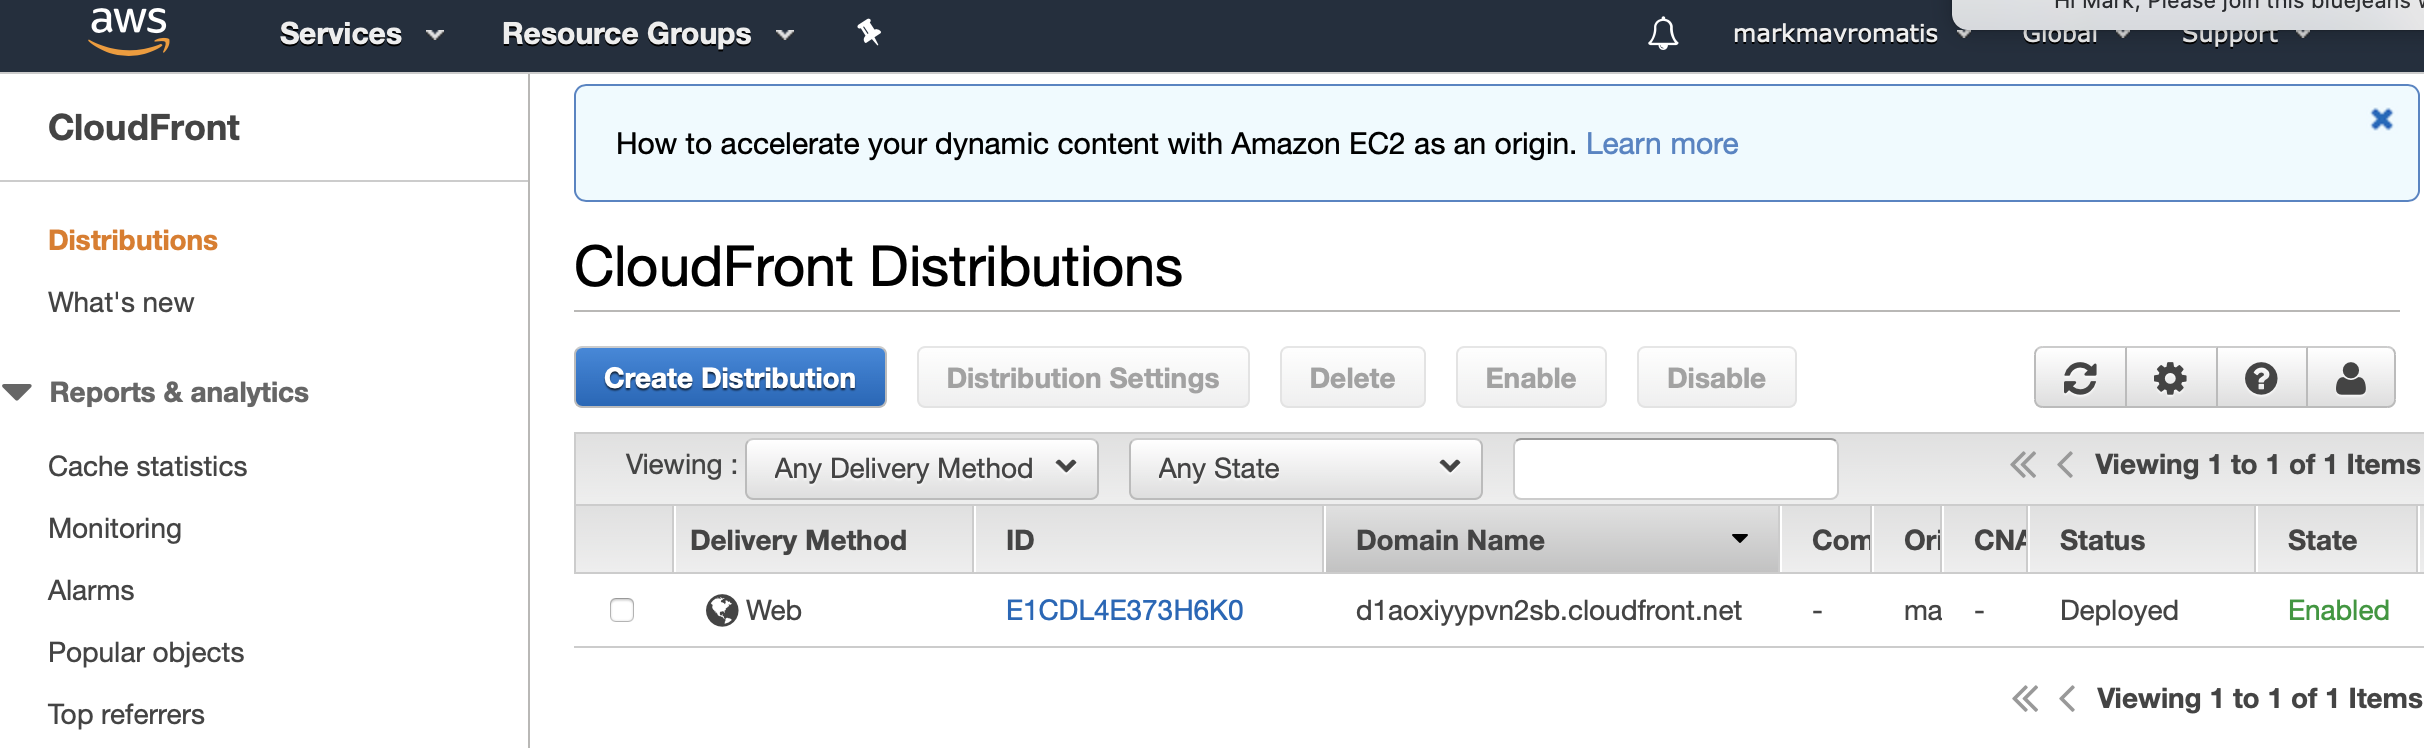 aws
Services
Resource Groups
markmavromatis
Global
Support
Hi Mark, Please join this bluejeans
CloudFront
Distributions
What's new
Reports & analytics
Cache statistics
Monitoring
Alarms
Popular objects
Top referrers
How to accelerate your dynamic content with Amazon EC2 as an origin. Learn more
CloudFront Distributions
Create Distribution
Distribution Settings
Delete
Enable
Disable
Viewing :
Any Delivery Method
Any State
Viewing 1 to 1 of 1 Items
Delivery Method
ID
Domain Name
Com
Ori
CNA
Status
State
Web
E1CDL4E373H6K0
d1aoxiyypvn2sb.cloudfront.net
-
ma
-
Deployed
Enabled
Viewing 1 to 1 of 1 Items